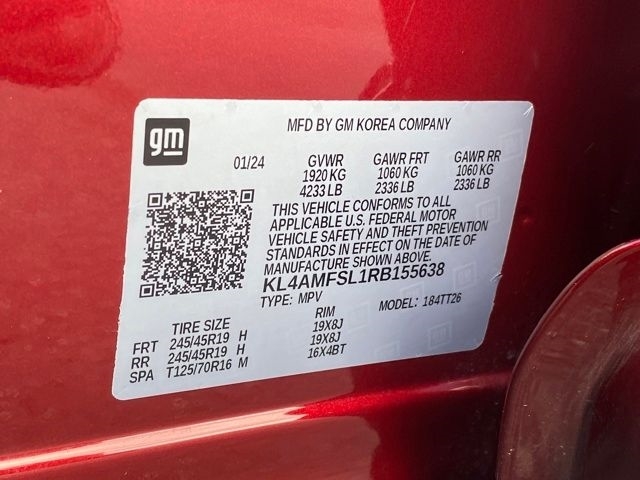 gm
MFD BY GM KOREA COMPANY
01/24 GVWR GAWR FRT GAWR RR
1920 KG 1060 KG 1060 KG
4233 LB 2336 LB 2336 LB
THIS VEHICLE CONFORMS TO ALL
APPLICABLE U.S. FEDERAL MOTOR
VEHICLE SAFETY AND THEFT PREVENTION
STANDARDS IN EFFECT ON THE DATE OF
MANUFACTURE SHOWN ABOVE.
KL4AMFSL1RB155638
TYPE: MPV MODEL: 184TT26
TIRE SIZE RIM
FRT 245/45R19 H 19X8J
RR 245/45R19 H 19X8J
SPA T125/70R16 M 16X4BT